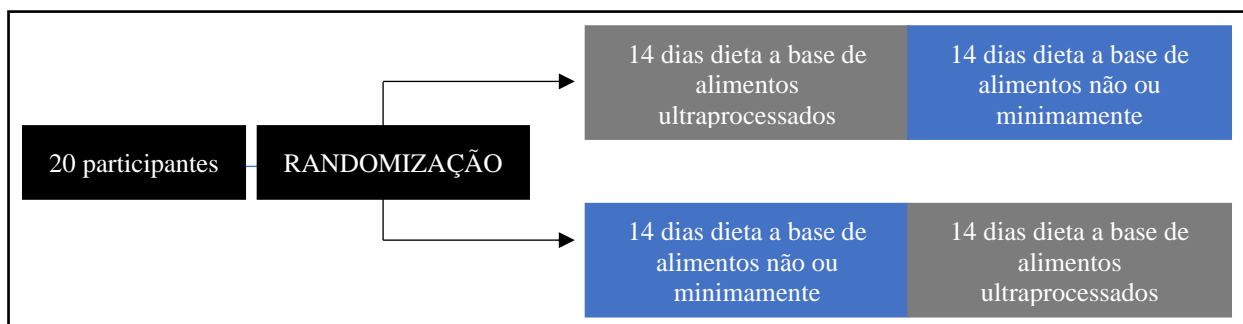 20 participantes
RANDOMIZAÇÃO
14 dias dieta a base de
alimentos
ultraprocessados
14 dias dieta a base de
alimentos não ou
minimamente
14 dias dieta a base de
alimentos não ou
minimamente
14 dias dieta a base de
alimentos
ultraprocessados